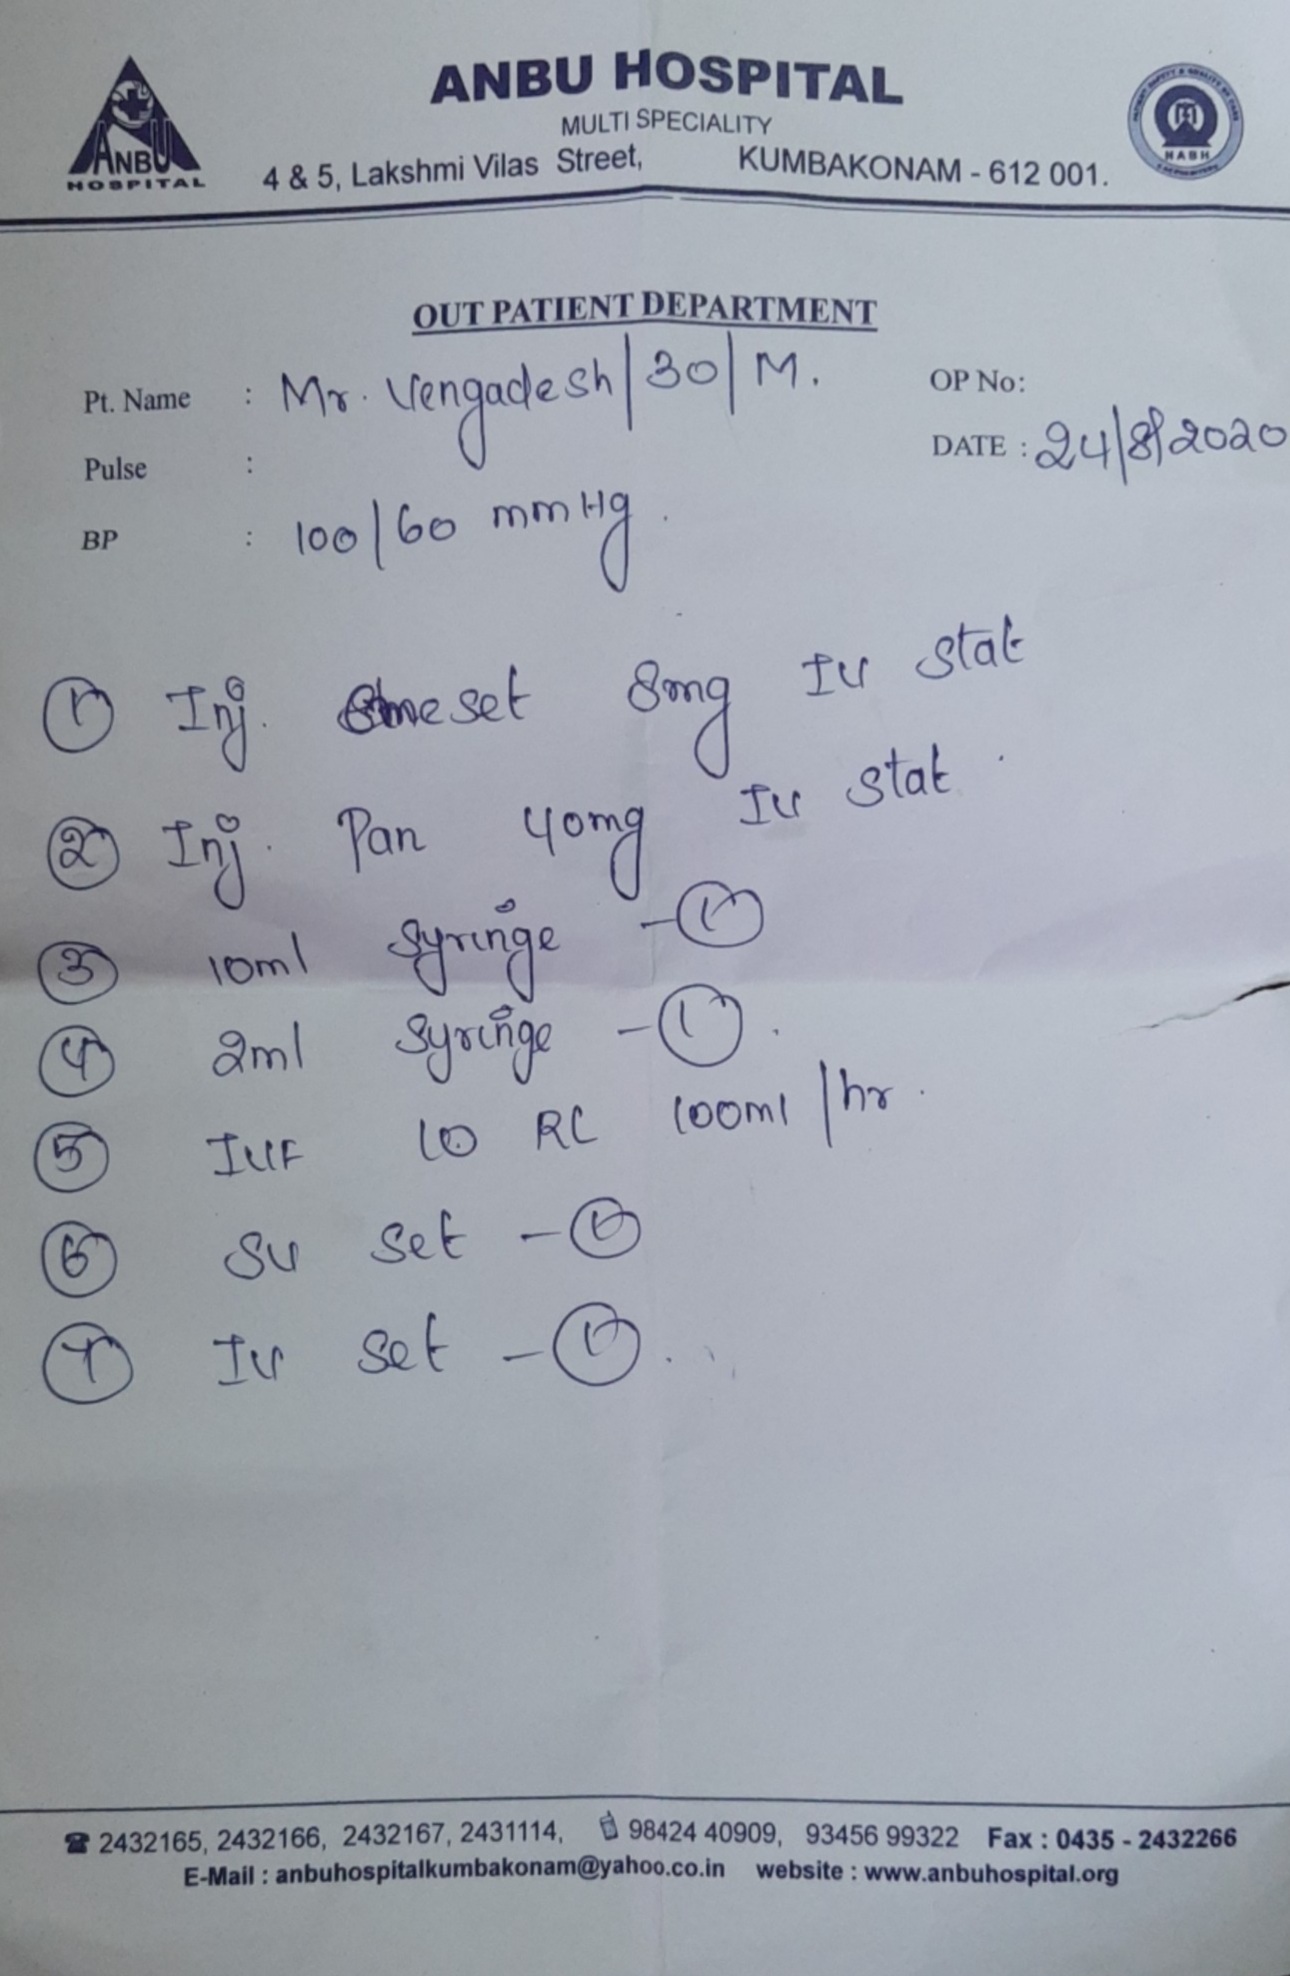 ANBU HOSPITAL
MULTI SPECIALITY
4 & 5, Lakshmi Vilas Street, KUMBAKONAM - 612 001.
ANBU
HOSPITAL
NABH
OUT PATIENT DEPARTMENT
Pt. Name : Mr. Vengadesh/30/M. OP No:
DATE : 24/8/2020
Pulse :
BP : 100/60 mmHg.
① Inj. Emeset 8mg IV stat
② Inj. Pan 40mg IV stat.
③ 10ml syringe - ①
④ 2ml syringe - ①.
⑤ IVF RL 100ml/hr.
⑥ SV set - ①
⑦ IV set - ①.
2432165, 2432166, 2432167, 2431114, 98424 40909, 93456 99322 Fax : 0435 - 2432266
E-Mail : anbuhospitalkumbakonam@yahoo.co.in website : www.anbuhospital.org